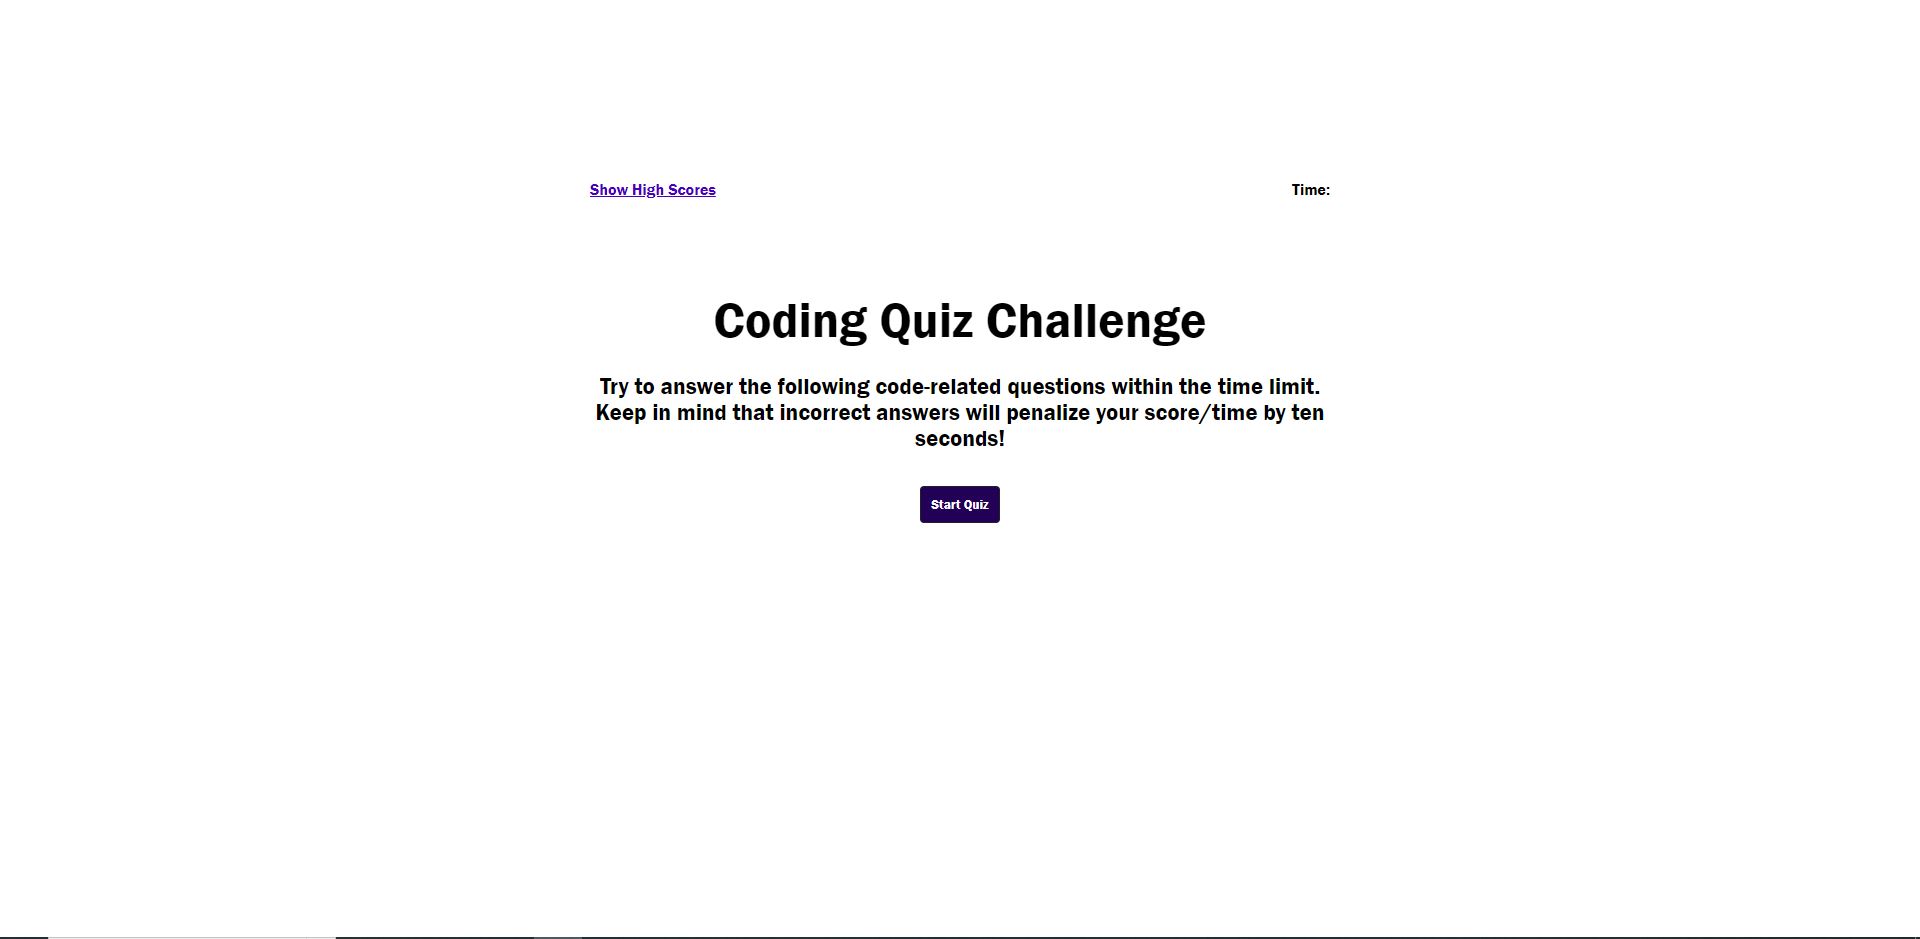 Show High Scores
Time:
Coding Quiz Challenge
Try to answer the following code-related questions within the time limit.
Keep in mind that incorrect answers will penalize your score/time by ten
seconds!
Start Quiz